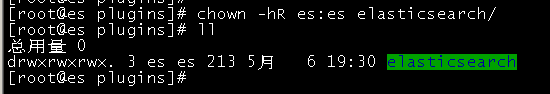 [root@es plugins]# chown -hR es:es elasticsearch/
[root@es plugins]# ll
总用量 0
drwxrwxrwx. 3 es es 213 5月   6 19:30 elasticsearch
[root@es plugins]#